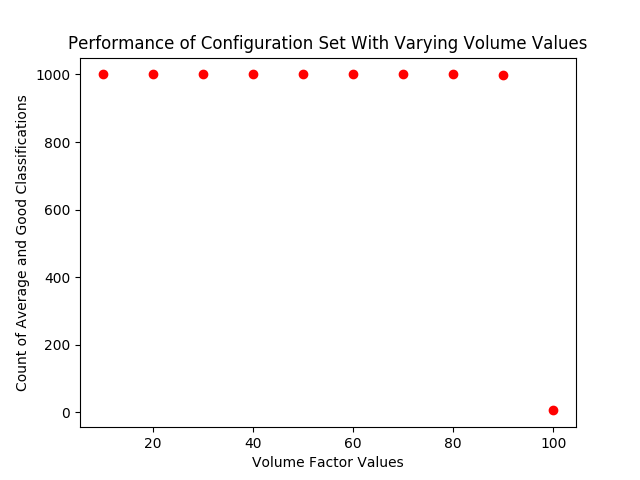 Performance of Configuration Set With Varying Volume Values
Count of Average and Good Classifications
1000
800
600
400
200
0
20 40 60 80 100
Volume Factor Values